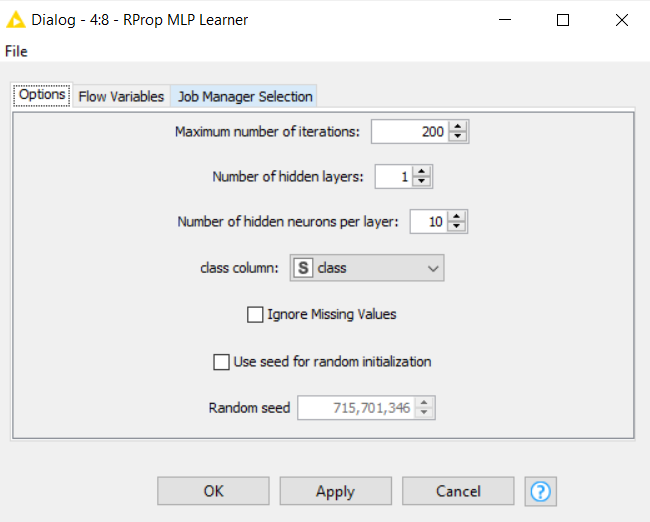 Dialog - 4:8 - RProp MLP Learner
File
Options Flow Variables Job Manager Selection
Maximum number of iterations: 200
Number of hidden layers: 1
Number of hidden neurons per layer: 10
class column: S class
Ignore Missing Values
Use seed for random initialization
Random seed 715,701,346
OK Apply Cancel ?